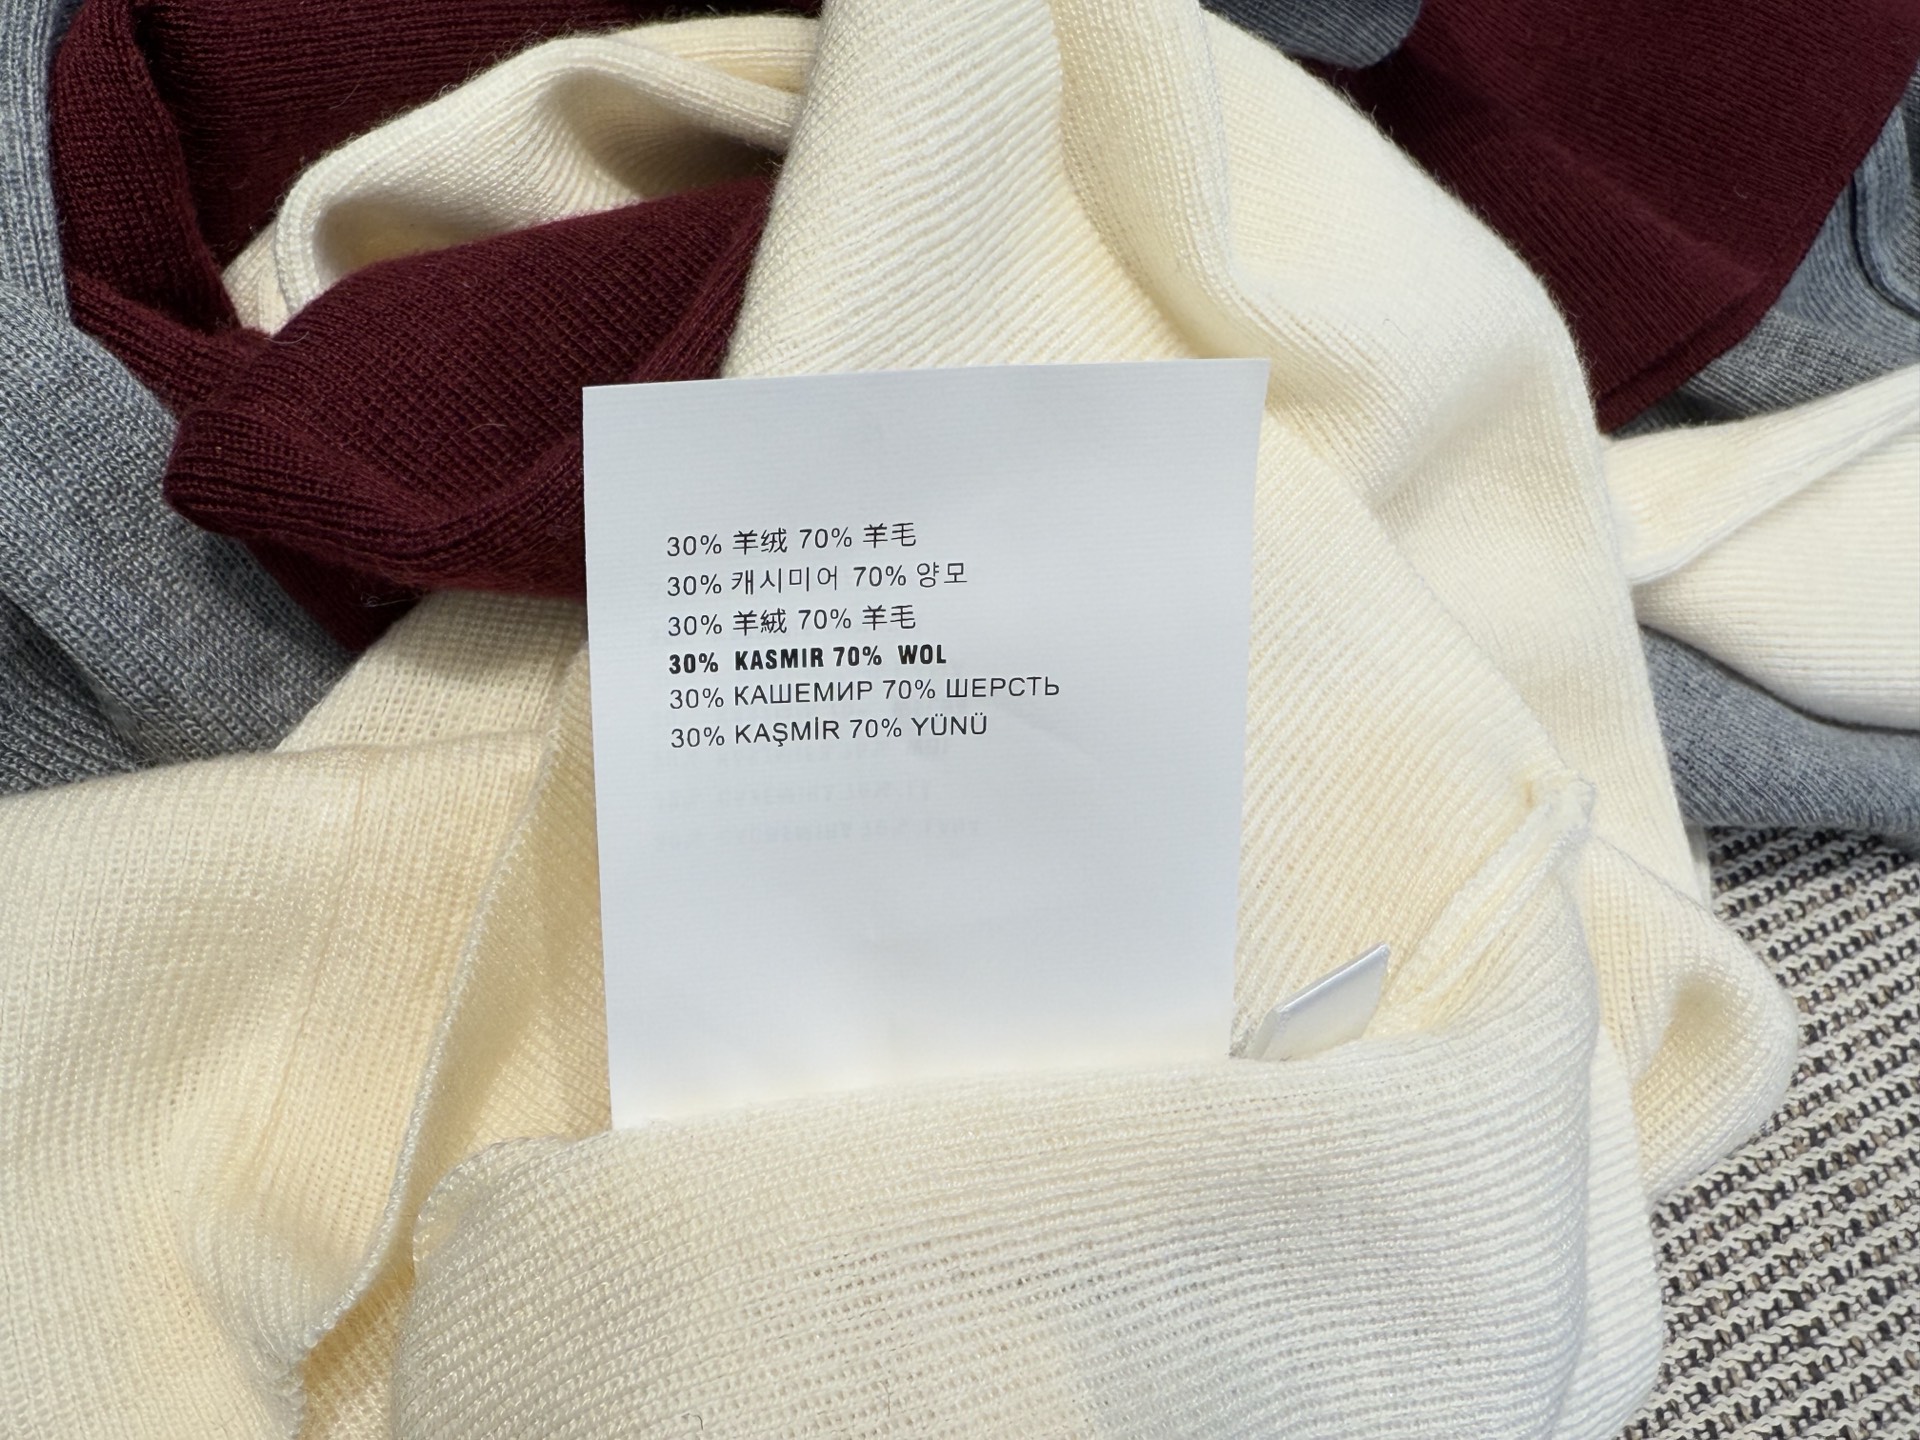 30% 羊绒 70% 羊毛
30% 캐시미어 70% 양모
30% 羊絨 70% 羊毛
30% KASMIR 70% WOL
30% КАШЕМИР 70% ШЕРСТЬ
30% KAŞMİR 70% YÜNÜ